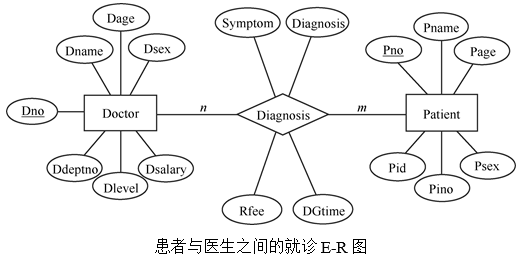 Dage
Dname
Dsex
Dno
Doctor
Ddeptno
Dlevel
Dsalary
n
Symptom
Diagnosis
Diagnosis
Rfee
DGtime
m
Pname
Pno
Page
Patient
Pid
Pino
Psex
患者与医生之间的就诊 E-R 图